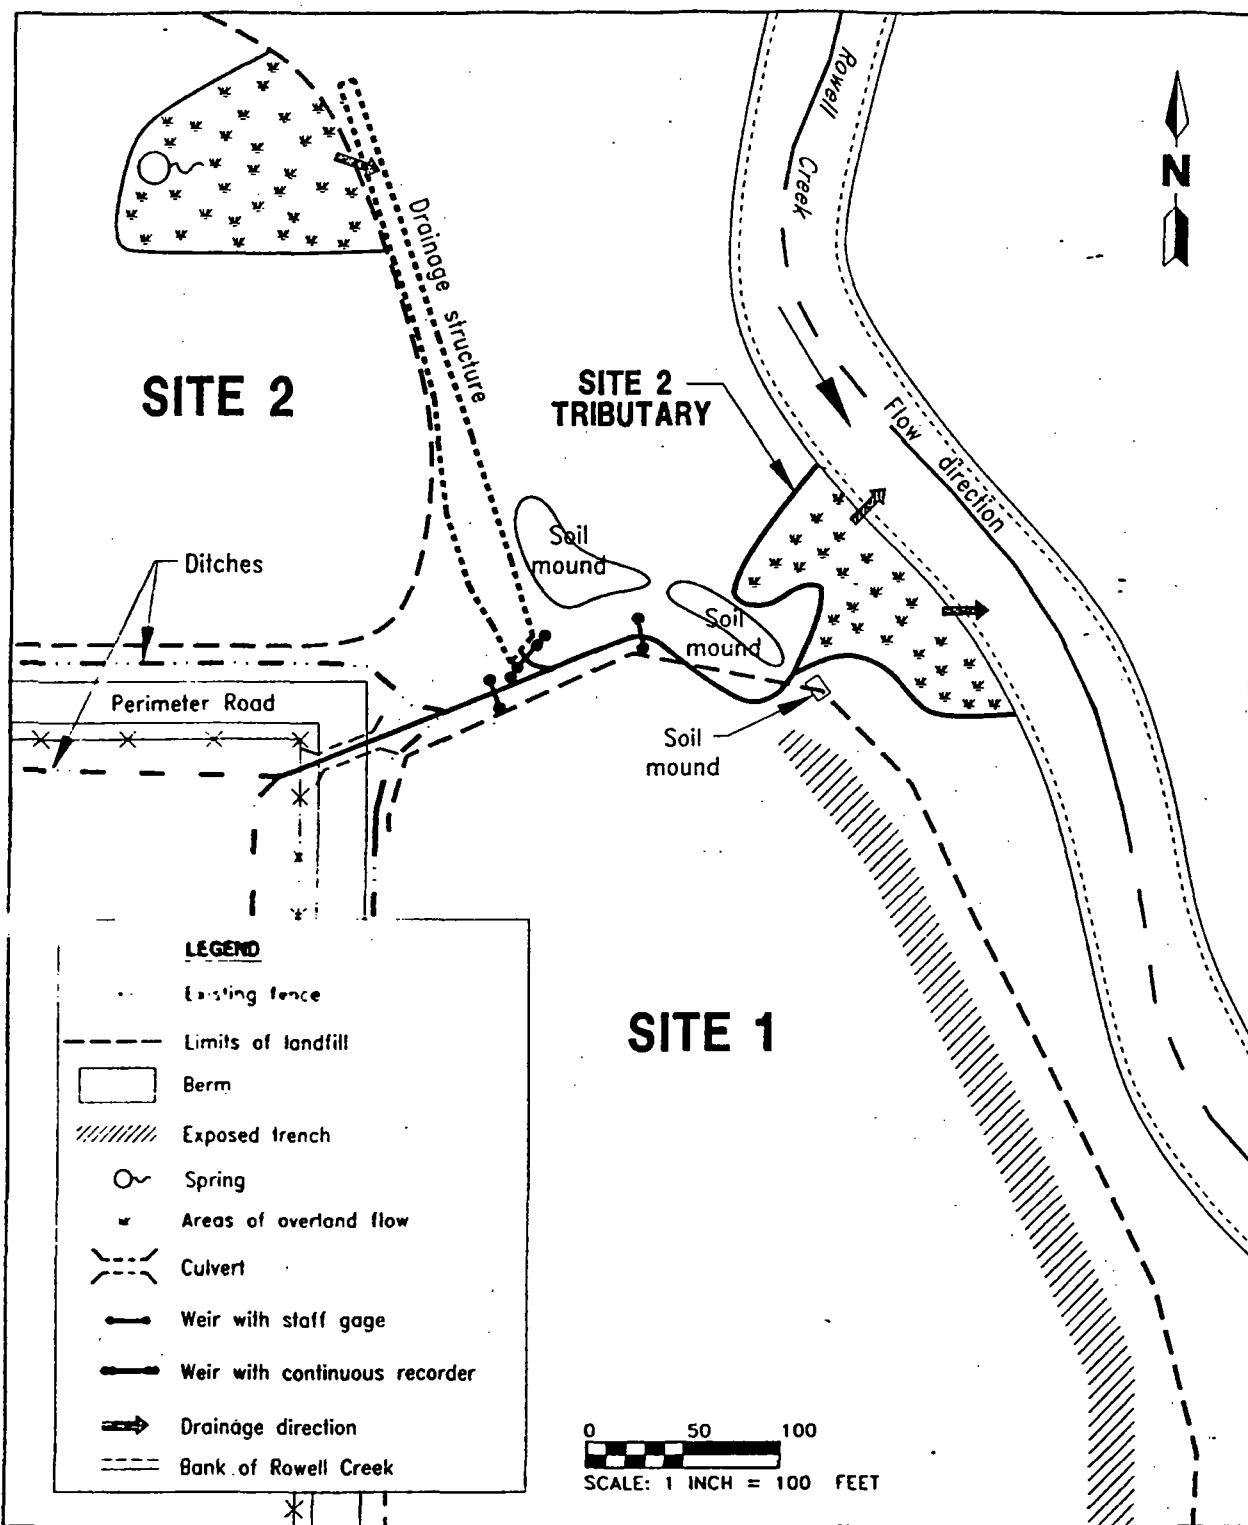 Rowell
Creek
N
Drainage structure
SITE 2
SITE 2
TRIBUTARY
Flow direction
Soil
mound
Ditches
Soil
mound
Perimeter Road
Soil
mound
SITE 1
LEGEND
Existing fence
Limits of landfill
Berm
Exposed trench
Spring
Areas of overland flow
Culvert
Weir with staff gage
Weir with continuous recorder
Drainage direction
Bank of Rowell Creek
0 50 100
SCALE: 1 INCH = 100 FEET